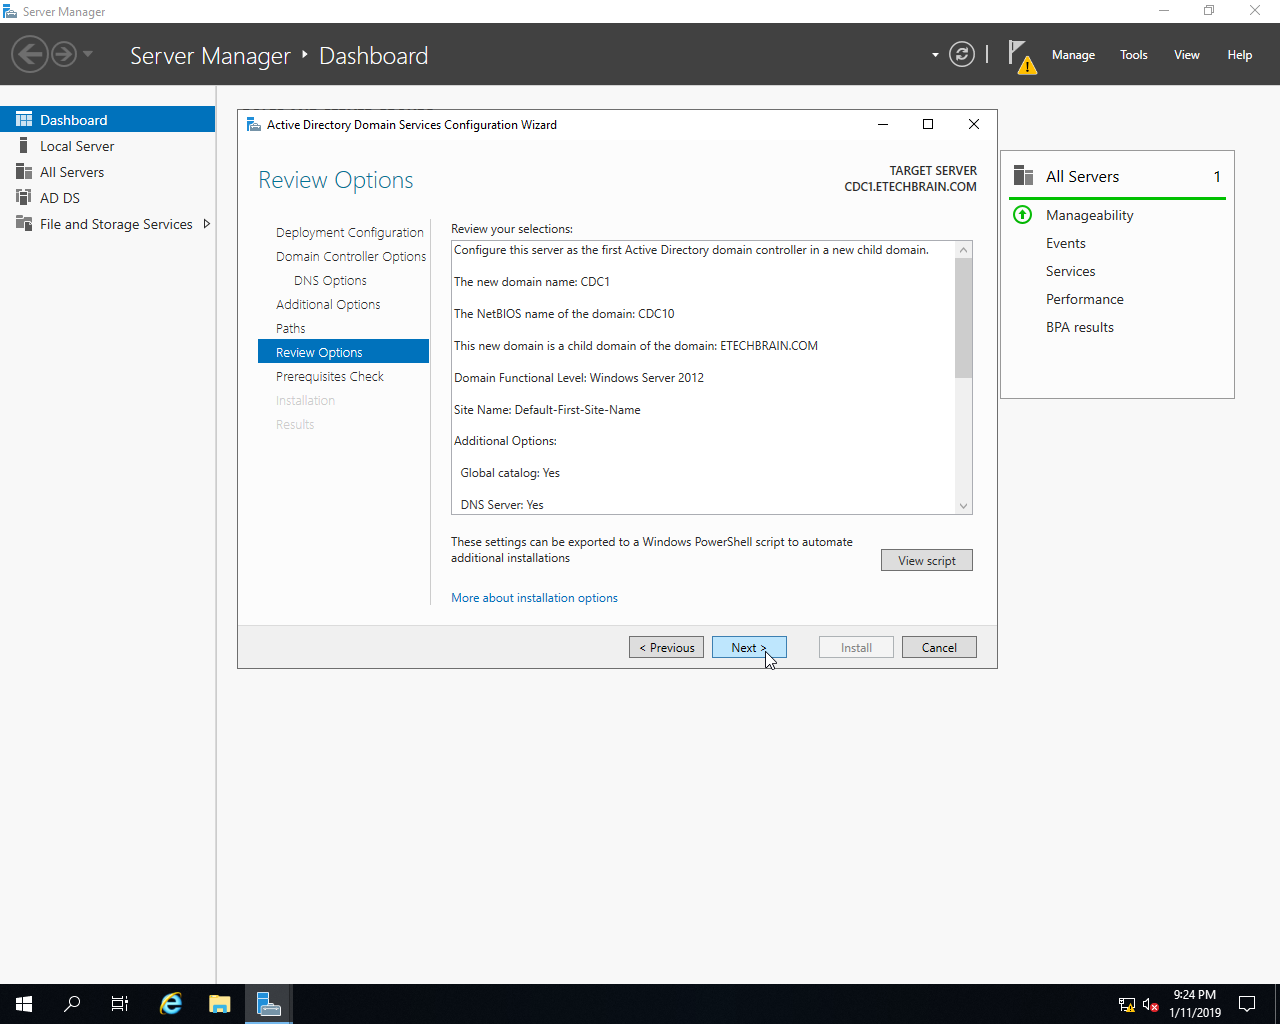 Server Manager
Server Manager ‣ Dashboard
Manage
Tools
View
Help
Dashboard
Local Server
All Servers
AD DS
File and Storage Services
Active Directory Domain Services Configuration Wizard
Review Options
TARGET SERVER
CDC1.ETECHBRAIN.COM
Deployment Configuration
Domain Controller Options
DNS Options
Additional Options
Paths
Review Options
Prerequisites Check
Installation
Results
Review your selections:
Configure this server as the first Active Directory domain controller in a new child domain.
The new domain name: CDC1
The NetBIOS name of the domain: CDC10
This new domain is a child domain of the domain: ETECHBRAIN.COM
Domain Functional Level: Windows Server 2012
Site Name: Default-First-Site-Name
Additional Options:
Global catalog: Yes
DNS Server: Yes
These settings can be exported to a Windows PowerShell script to automate
additional installations
View script
More about installation options
< Previous
Next >
Install
Cancel
All Servers 1
Manageability
Events
Services
Performance
BPA results
9:24 PM
1/11/2019